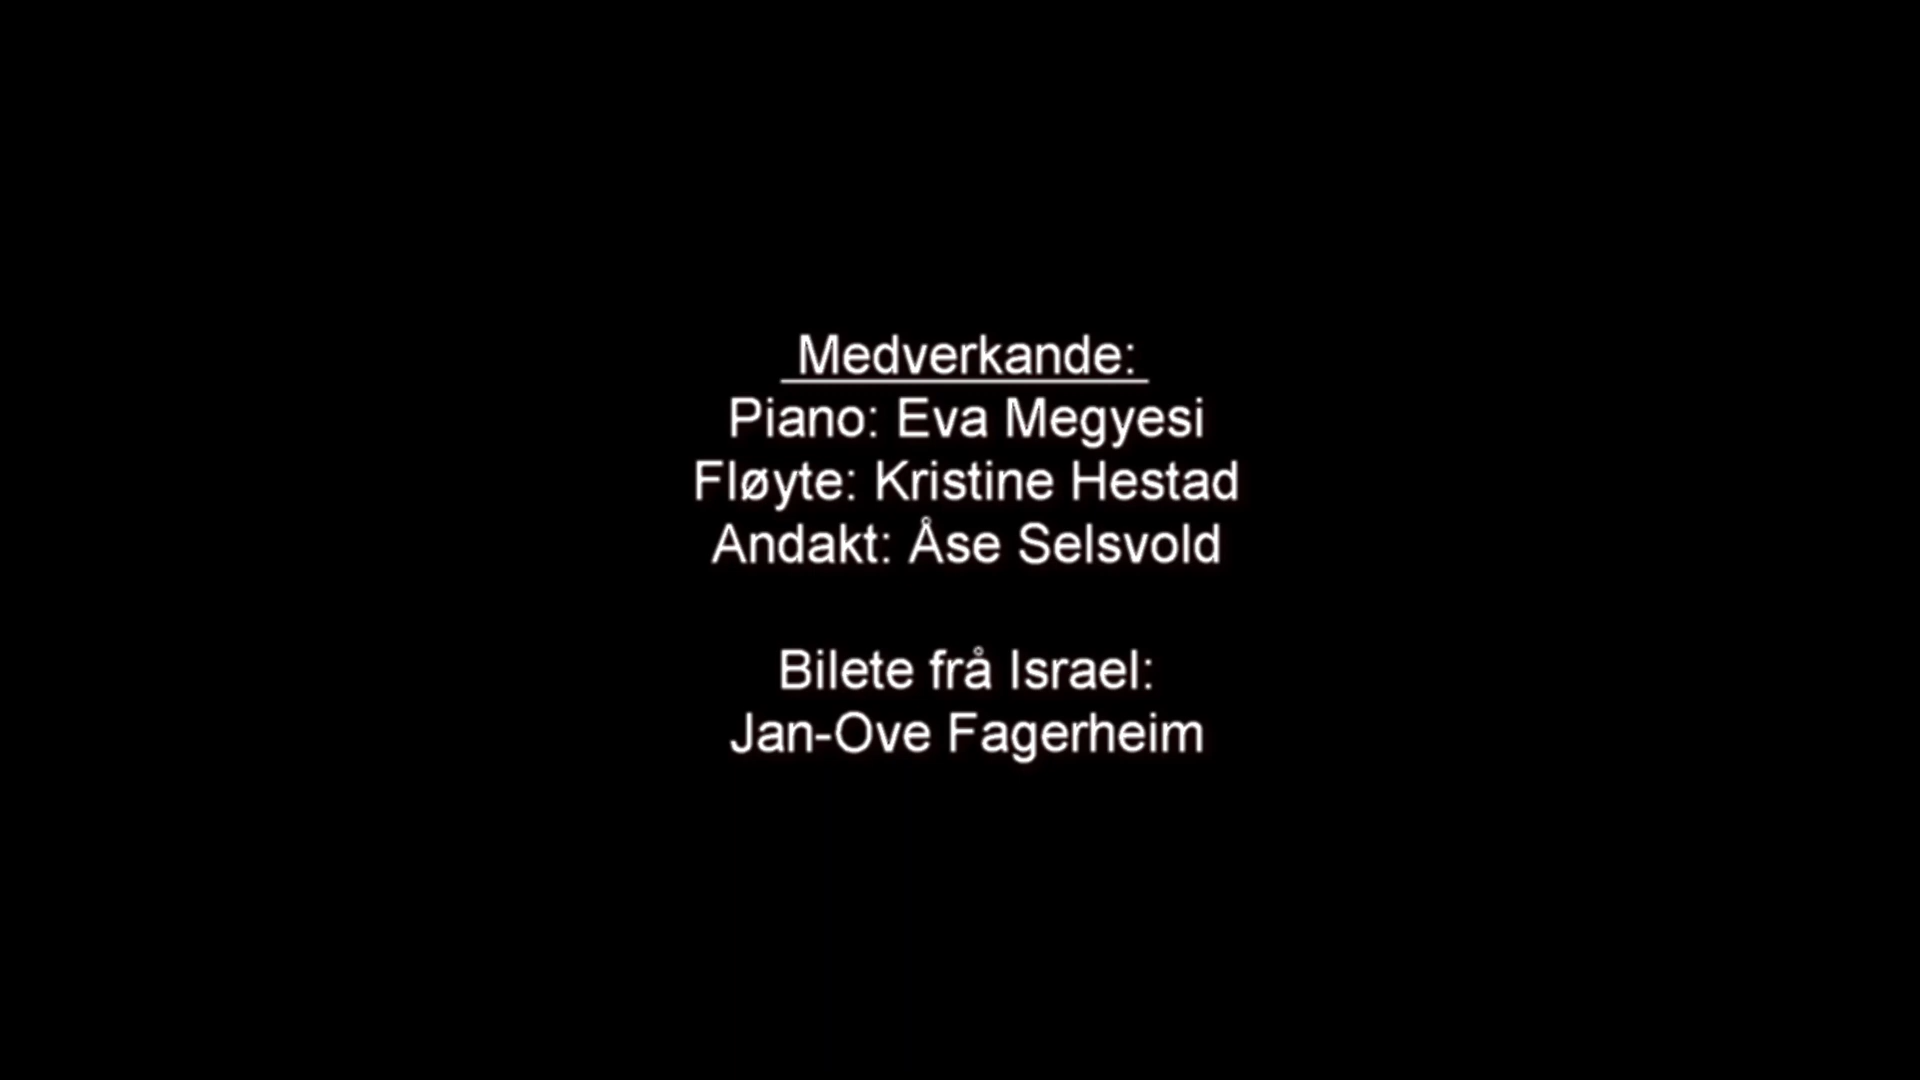 Medverkande:
Piano: Eva Megyesi
Fløyte: Kristine Hestad
Andakt: Åse Selsvold
Bilete frå Israel:
Jan-Ove Fagerheim